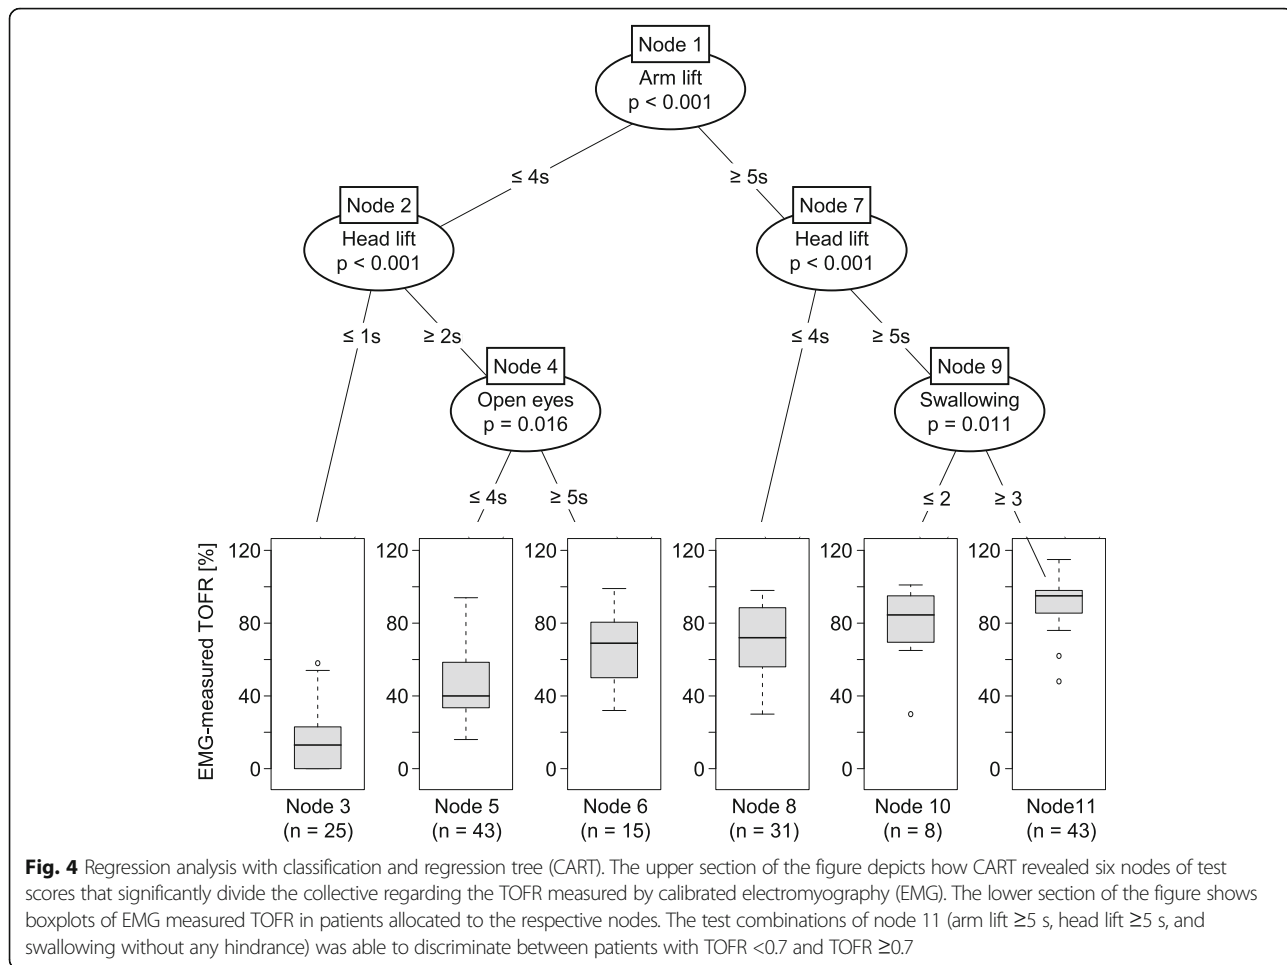 Node 1
Arm lift
p < 0.001
≤ 4s
≥ 5s
Node 2
Head lift
p < 0.001
Node 7
Head lift
p < 0.001
≤ 1s
≥ 2s
≤ 4s
≥ 5s
Node 4
Open eyes
p = 0.016
Node 9
Swallowing
p = 0.011
≤ 4s
≥ 5s
≤ 2
≥ 3
EMG-measured TOFR [%]
120
80
40
0
120
80
40
0
120
80
40
0
120
80
40
0
120
80
40
0
120
80
40
0
Node 3
(n = 25)
Node 5
(n = 43)
Node 6
(n = 15)
Node 8
(n = 31)
Node 10
(n = 8)
Node11
(n = 43)
Fig. 4 Regression analysis with classification and regression tree (CART). The upper section of the figure depicts how CART revealed six nodes of test
scores that significantly divide the collective regarding the TOFR measured by calibrated electromyography (EMG). The lower section of the figure shows
boxplots of EMG measured TOFR in patients allocated to the respective nodes. The test combinations of node 11 (arm lift ≥5 s, head lift ≥5 s, and
swallowing without any hindrance) was able to discriminate between patients with TOFR <0.7 and TOFR ≥0.7